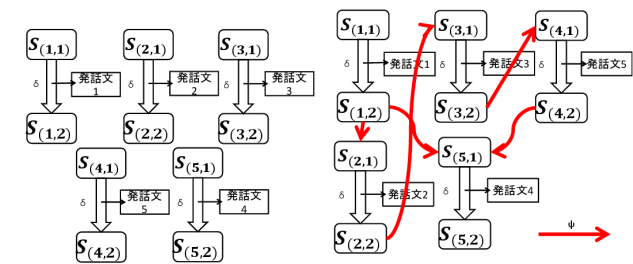 S(1,1) S(2,1) S(3,1)
δ 発話文 δ 発話文 δ 発話文
1 2 3
S(1,2) S(2,2) S(3,2)
S(4,1) S(5,1)
δ 発話文 δ 発話文
5 4
S(4,2) S(5,2)
S(1,1) S(3,1) S(4,1)
δ 発話文1 δ 発話文3 δ 発話文5
S(1,2) S(3,2) S(4,2)
S(2,1) S(5,1)
δ 発話文2 δ 発話文4
S(2,2) S(5,2)
ψ